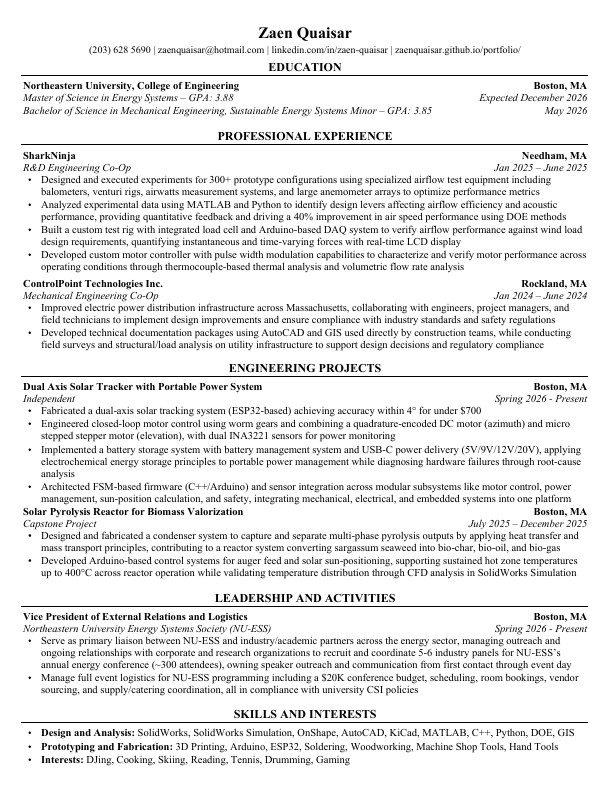 Zaen Quaisar
(203) 628 5690 | zaenquaisar@hotmail.com | linkedin.com/in/zaen-quaisar | zaenquaisar.github.io/portfolio/
EDUCATION
Northeastern University, College of Engineering Boston, MA
Master of Science in Energy Systems – GPA: 3.88 Expected December 2026
Bachelor of Science in Mechanical Engineering, Sustainable Energy Systems Minor – GPA: 3.85 May 2026
PROFESSIONAL EXPERIENCE
SharkNinja Needham, MA
R&D Engineering Co-Op Jan 2025 – June 2025
• Designed and executed experiments for 300+ prototype configurations using specialized airflow test equipment including
balometers, venturi rigs, airwatts measurement systems, and large anemometer arrays to optimize performance metrics
• Analyzed experimental data using MATLAB and Python to identify design levers affecting airflow efficiency and acoustic
performance, providing quantitative feedback and driving a 40% improvement in air speed performance using DOE methods
• Built a custom test rig with integrated load cell and Arduino-based DAQ system to verify airflow performance against wind load
design requirements, quantifying instantaneous and time-varying forces with real-time LCD display
• Developed custom motor controller with pulse width modulation capabilities to characterize and verify motor performance across
operating conditions through thermocouple-based thermal analysis and volumetric flow rate analysis
ControlPoint Technologies Inc. Rockland, MA
Mechanical Engineering Co-Op Jan 2024 – June 2024
• Improved electric power distribution infrastructure across Massachusetts, collaborating with engineers, project managers, and
field technicians to implement design improvements and ensure compliance with industry standards and safety regulations
• Developed technical documentation packages using AutoCAD and GIS used directly by construction teams, while conducting
field surveys and structural/load analysis on utility infrastructure to support design decisions and regulatory compliance
ENGINEERING PROJECTS
Dual Axis Solar Tracker with Portable Power System Boston, MA
Independent Spring 2026 - Present
• Fabricated a dual-axis solar tracking system (ESP32-based) achieving accuracy within 4° for under $700
• Engineered closed-loop motor control using worm gears and combining a quadrature-encoded DC motor (azimuth) and micro
stepped stepper motor (elevation), with dual INA3221 sensors for power monitoring
• Implemented a battery storage system with battery management system and USB-C power delivery (5V/9V/12V/20V), applying
electrochemical energy storage principles to portable power management while diagnosing hardware failures through root-cause
analysis
• Architected FSM-based firmware (C++/Arduino) and sensor integration across modular subsystems like motor control, power
management, sun-position calculation, and safety, integrating mechanical, electrical, and embedded systems into one platform
Solar Pyrolysis Reactor for Biomass Valorization Boston, MA
Capstone Project July 2025 – December 2025
• Designed and fabricated a condenser system to capture and separate multi-phase pyrolysis outputs by applying heat transfer and
mass transport principles, contributing to a reactor system converting sargassum seaweed into bio-char, bio-oil, and bio-gas
• Developed Arduino-based control systems for auger feed and solar sun-positioning, supporting sustained hot zone temperatures
up to 400°C across reactor operation while validating temperature distribution through CFD analysis in SolidWorks Simulation
LEADERSHIP AND ACTIVITIES
Vice President of External Relations and Logistics Boston, MA
Northeastern University Energy Systems Society (NU-ESS) Spring 2026 - Present
• Serve as primary liaison between NU-ESS and industry/academic partners across the energy sector, managing outreach and
ongoing relationships with corporate and research organizations to recruit and coordinate 5-6 industry panels for NU-ESS’s
annual energy conference (~300 attendees), owning speaker outreach and communication from first contact through event day
• Manage full event logistics for NU-ESS programming including a $20K conference budget, scheduling, room bookings, vendor
sourcing, and supply/catering coordination, all in compliance with university CSI policies
SKILLS AND INTERESTS
• Design and Analysis: SolidWorks, SolidWorks Simulation, OnShape, AutoCAD, KiCad, MATLAB, C++, Python, DOE, GIS
• Prototyping and Fabrication: 3D Printing, Arduino, ESP32, Soldering, Woodworking, Machine Shop Tools, Hand Tools
• Interests: DJing, Cooking, Skiing, Reading, Tennis, Drumming, Gaming